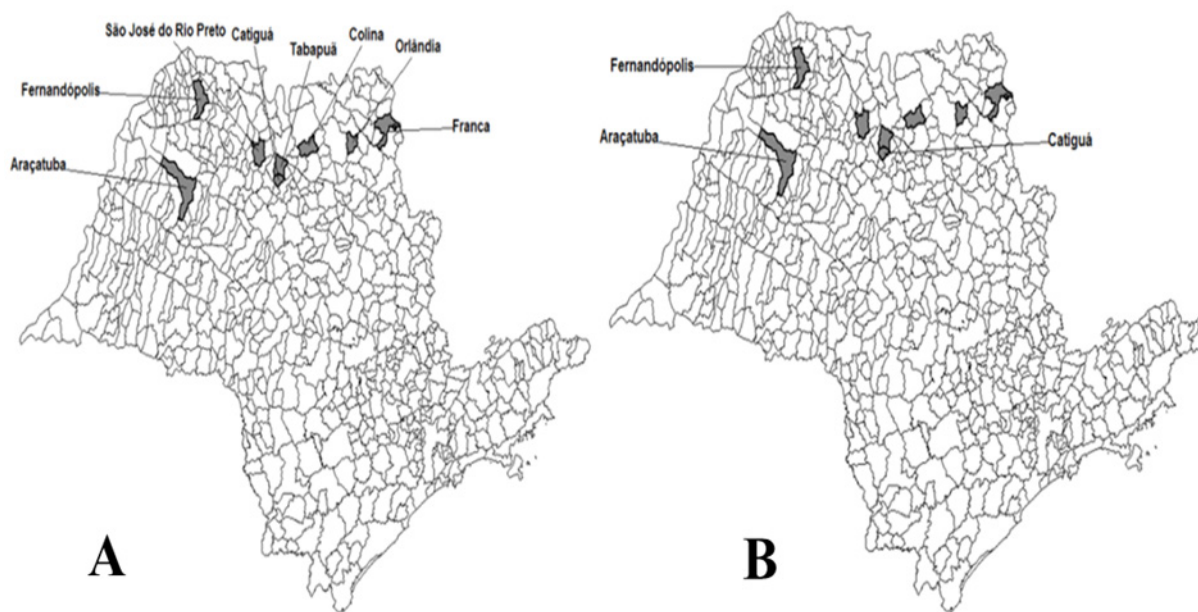 São José do Rio Preto
Catiguá
Colina
Tabapuã
Orlândia
Fernandópolis
Franca
Araçatuba
A
Fernandópolis
Araçatuba
Catiguá
B